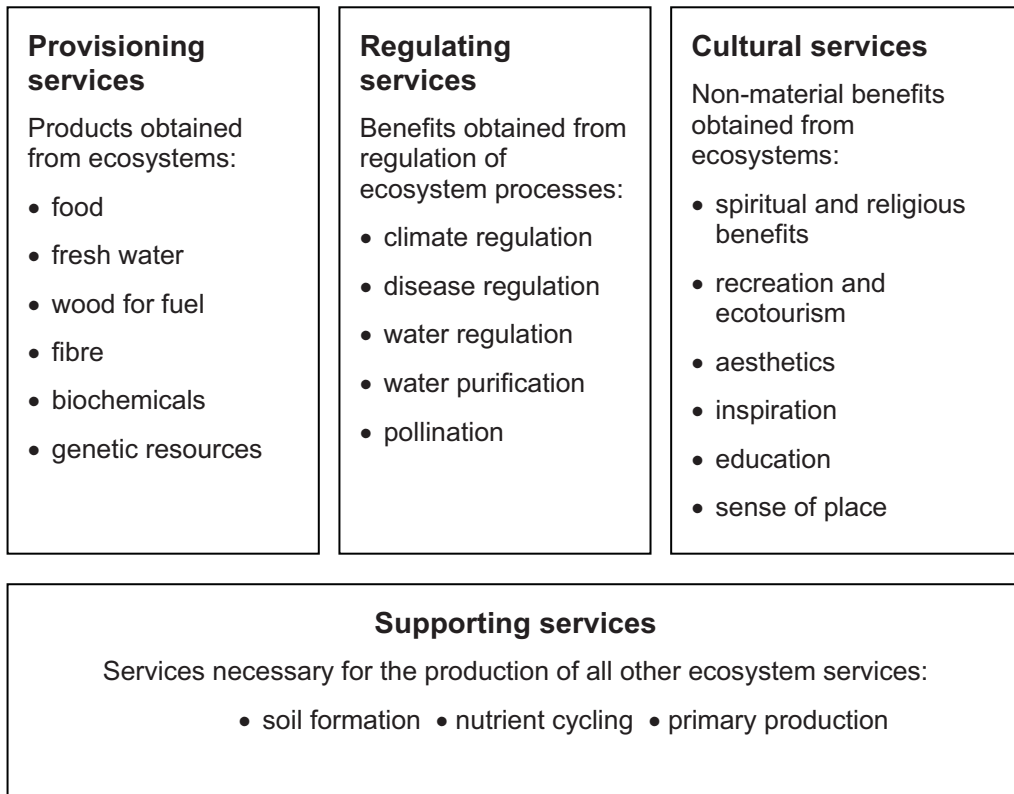 Provisioning
services
Products obtained
from ecosystems:
• food
• fresh water
• wood for fuel
• fibre
• biochemicals
• genetic resources
Regulating
services
Benefits obtained from
regulation of
ecosystem processes:
• climate regulation
• disease regulation
• water regulation
• water purification
• pollination
Cultural services
Non-material benefits
obtained from
ecosystems:
• spiritual and religious
benefits
• recreation and
ecotourism
• aesthetics
• inspiration
• education
• sense of place
Supporting services
Services necessary for the production of all other ecosystem services:
• soil formation • nutrient cycling • primary production